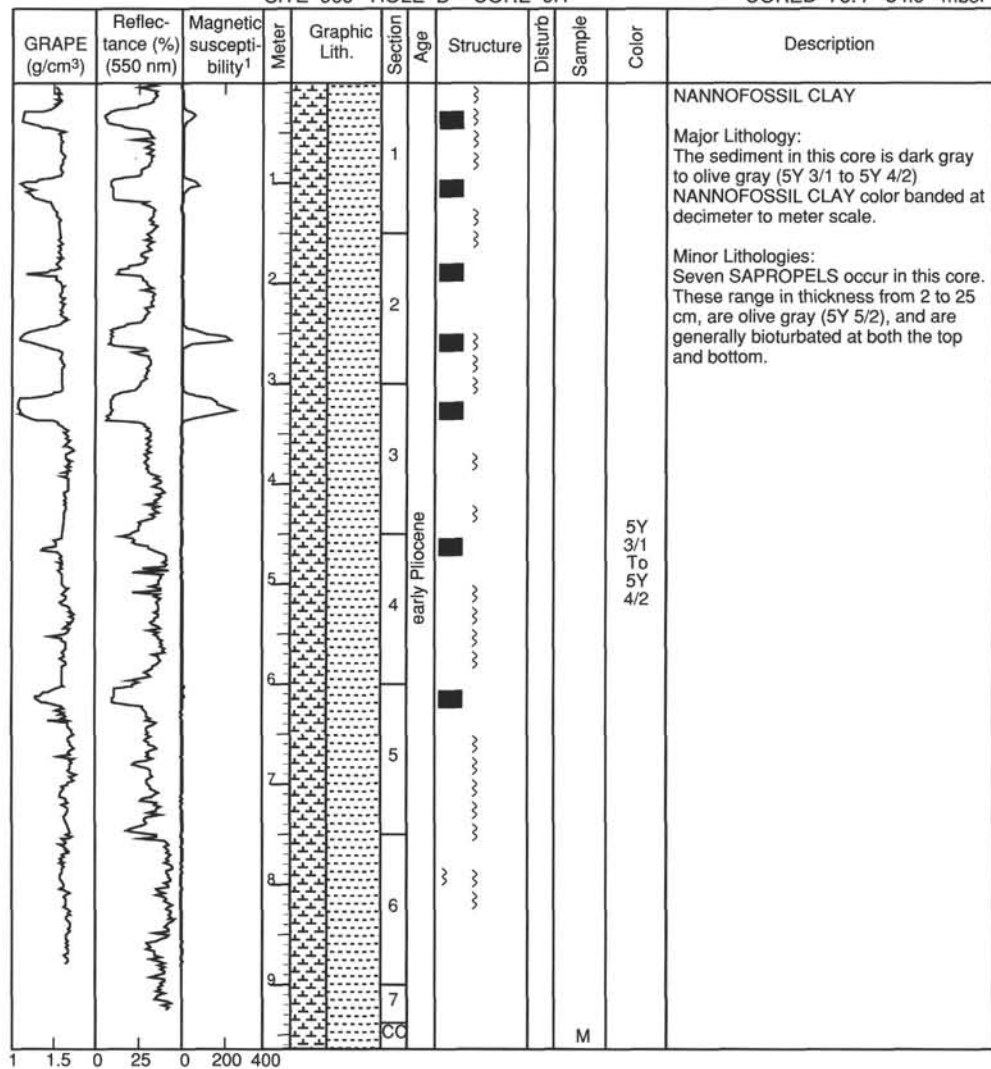 GRAPE
(g/cm3)
Reflec-
tance (%)
(550 nm)
Magnetic
suscepti-
bility1
Meter
Graphic
Lith.
Section
Age
Structure
Disturb
Sample
Color
Description
1
2
3
4
5
6
7
8
9
1
2
3
4
5
6
7
CC
early Pliocene
M
5Y
3/1
To
5Y
4/2
NANNOFOSSIL CLAY
Major Lithology:
The sediment in this core is dark gray
to olive gray (5Y 3/1 to 5Y 4/2)
NANNOFOSSIL CLAY color banded at
decimeter to meter scale.
Minor Lithologies:
Seven SAPROPELS occur in this core.
These range in thickness from 2 to 25
cm, are olive gray (5Y 5/2), and are
generally bioturbated at both the top
and bottom.
1 1.5 0 25 0 200 400